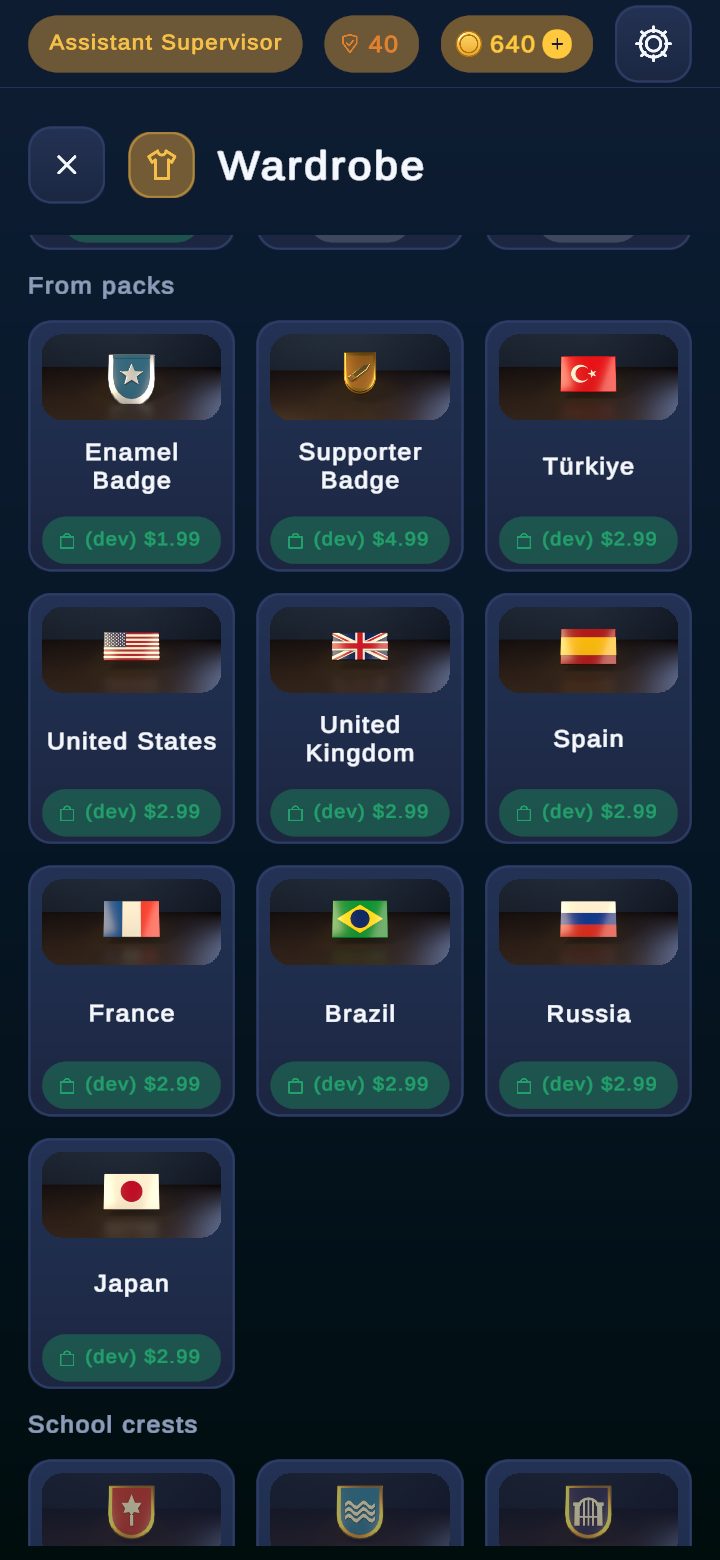 Assistant Supervisor
40
640
Wardrobe
From packs
Enamel
Badge
(dev) $1.99
Supporter
Badge
(dev) $4.99
Türkiye
(dev) $2.99
United States
(dev) $2.99
United
Kingdom
(dev) $2.99
Spain
(dev) $2.99
France
(dev) $2.99
Brazil
(dev) $2.99
Russia
(dev) $2.99
Japan
(dev) $2.99
School crests